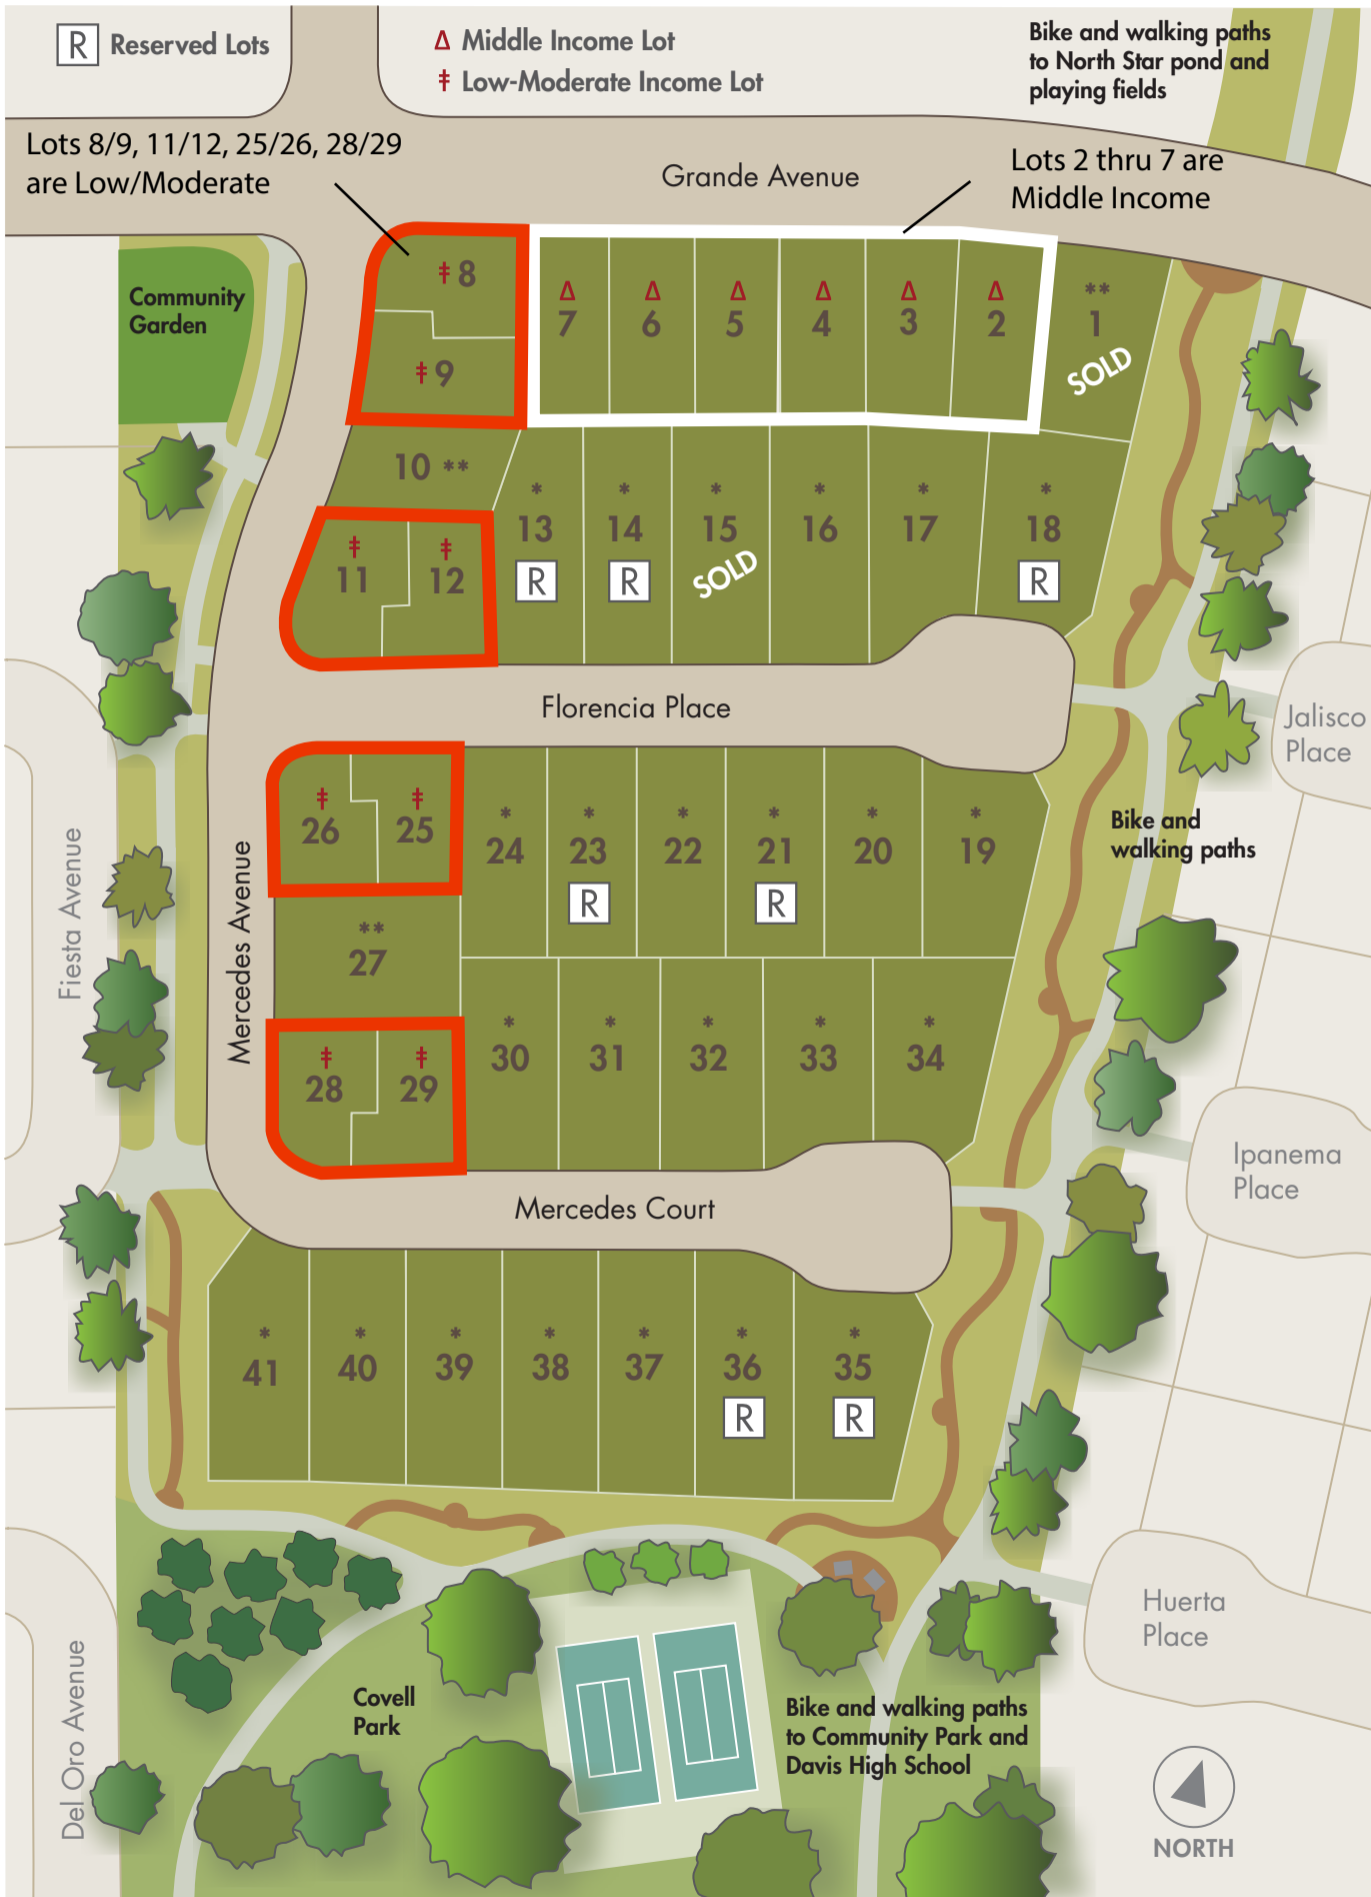 R Reserved Lots
Δ Middle Income Lot
‡ Low-Moderate Income Lot
Bike and walking paths
to North Star pond and
playing fields
Lots 8/9, 11/12, 25/26, 28/29
are Low/Moderate
Grande Avenue
Lots 2 thru 7 are
Middle Income
Community
Garden
‡ 8
‡ 9
Δ
7
Δ
6
Δ
5
Δ
4
Δ
3
Δ
2
**
1
SOLD
10 **
‡
11
‡
12
*
13
R
*
14
R
*
15
SOLD
*
16
*
17
*
18
R
Florencia Place
Jalisco
Place
‡
26
‡
25
*
24
*
23
R
*
22
*
21
R
*
20
*
19
Bike and
walking paths
Fiesta Avenue
Mercedes Avenue
**
27
‡
28
‡
29
*
30
*
31
*
32
*
33
*
34
Ipanema
Place
Mercedes Court
*
41
*
40
*
39
*
38
*
37
*
36
R
*
35
R
Huerta
Place
Del Oro Avenue
Covell
Park
Bike and walking paths
to Community Park and
Davis High School
NORTH